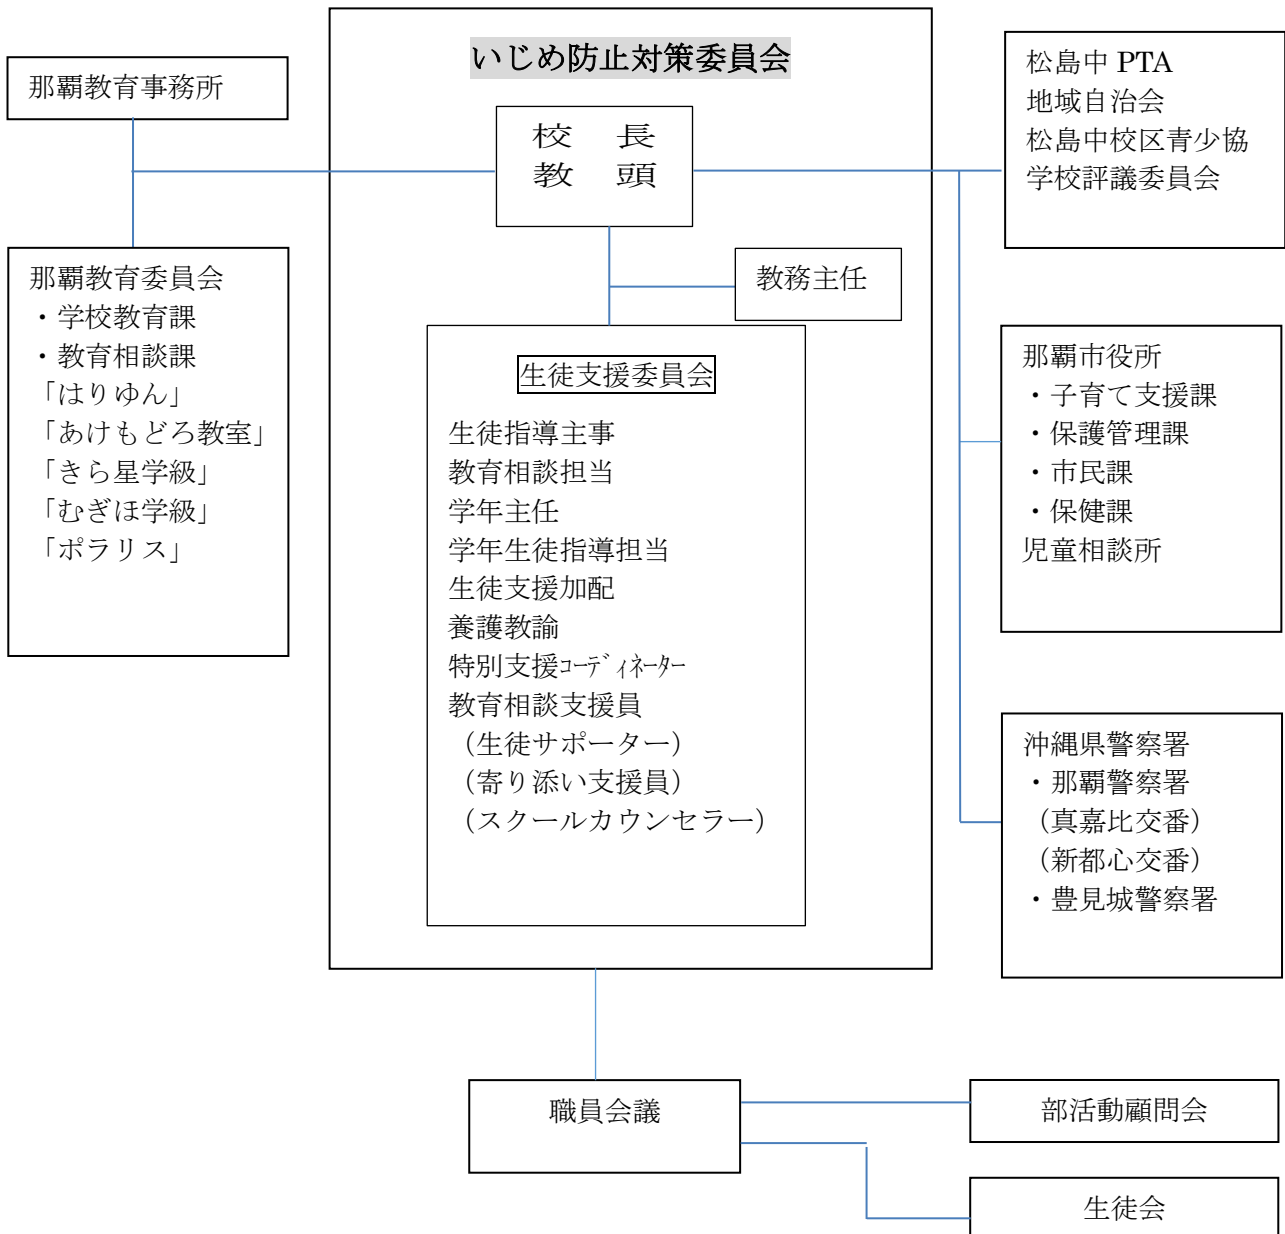 いじめ防止対策委員会
校　長
教　頭
教務主任
生徒支援委員会
生徒指導主事
教育相談担当
学年主任
学年生徒指導担当
生徒支援加配
養護教諭
特別支援ｺｰﾃﾞｨﾈｰﾀｰ
教育相談支援員
（生徒サポーター）
（寄り添い支援員）
（スクールカウンセラー）
那覇教育事務所
那覇教育委員会
・学校教育課
・教育相談課
「はりゆん」
「あけもどろ教室」
「きら星学級」
「むぎほ学級」
「ポラリス」
松島中 PTA
地域自治会
松島中校区青少協
学校評議委員会
那覇市役所
・子育て支援課
・保護管理課
・市民課
・保健課
児童相談所
沖縄県警察署
・那覇警察署
（真嘉比交番）
（新都心交番）
・豊見城警察署
職員会議
部活動顧問会
生徒会